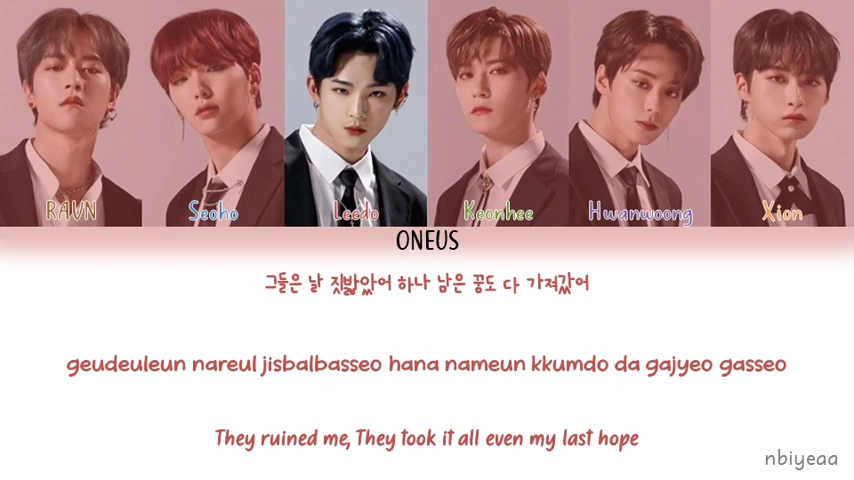 RAVN Seoho Leedo Keonhee Hwanwoong Xion
ONEUS
그들은 날 짓밟았어 하나 남은 꿈도 다 가져갔어
geudeuleun nareul jisbalbasseo hana nameun kkumdo da gajyeo gasseo
They ruined me, They took it all even my last hope
nbiyeaa